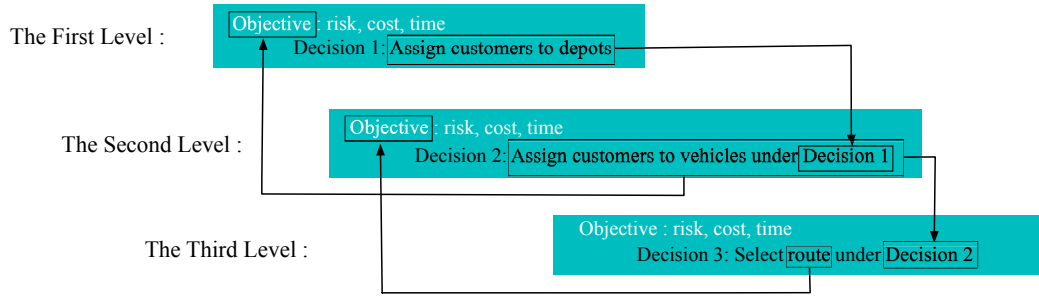 The First Level :
Objective : risk, cost, time
Decision 1: Assign customers to depots
The Second Level :
Objective : risk, cost, time
Decision 2: Assign customers to vehicles under Decision 1
The Third Level :
Objective : risk, cost, time
Decision 3: Select route under Decision 2